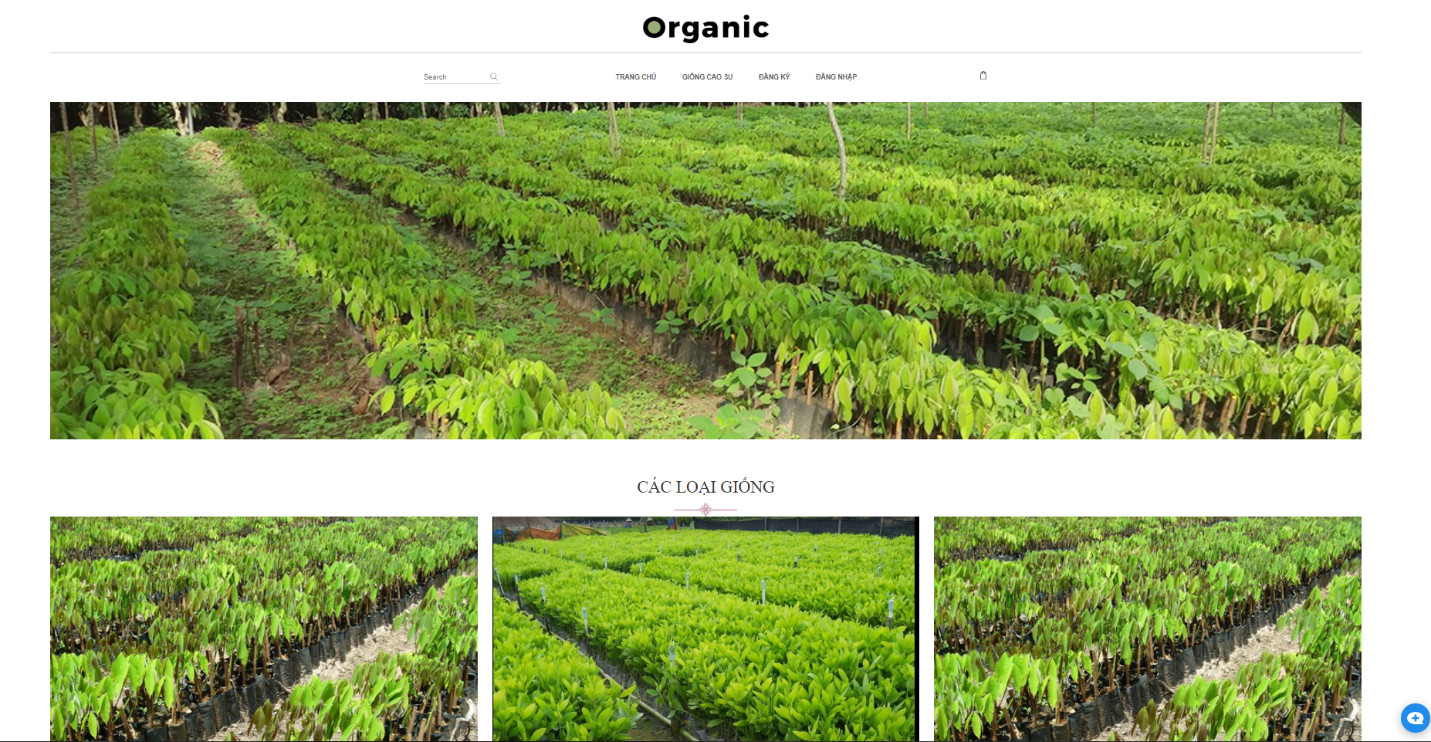 Organic
Search
TRANG CHỦ
GIỐNG CAO SU
ĐĂNG KÝ
ĐĂNG NHẬP
CÁC LOẠI GIỐNG